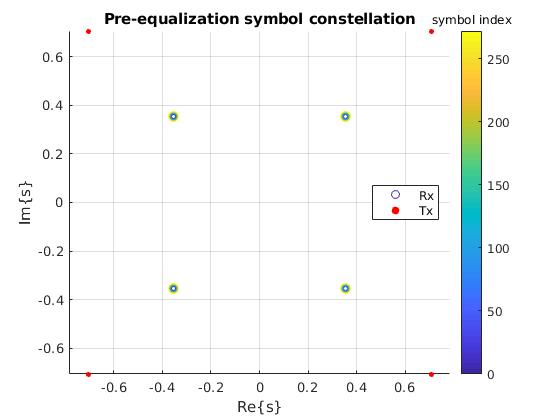 Pre-equalization symbol constellation
symbol index
0.6
0.4
0.2
0
-0.2
-0.4
-0.6
Im{s}
-0.6 -0.4 -0.2 0 0.2 0.4 0.6
Re{s}
Rx
Tx
250
200
150
100
50
0